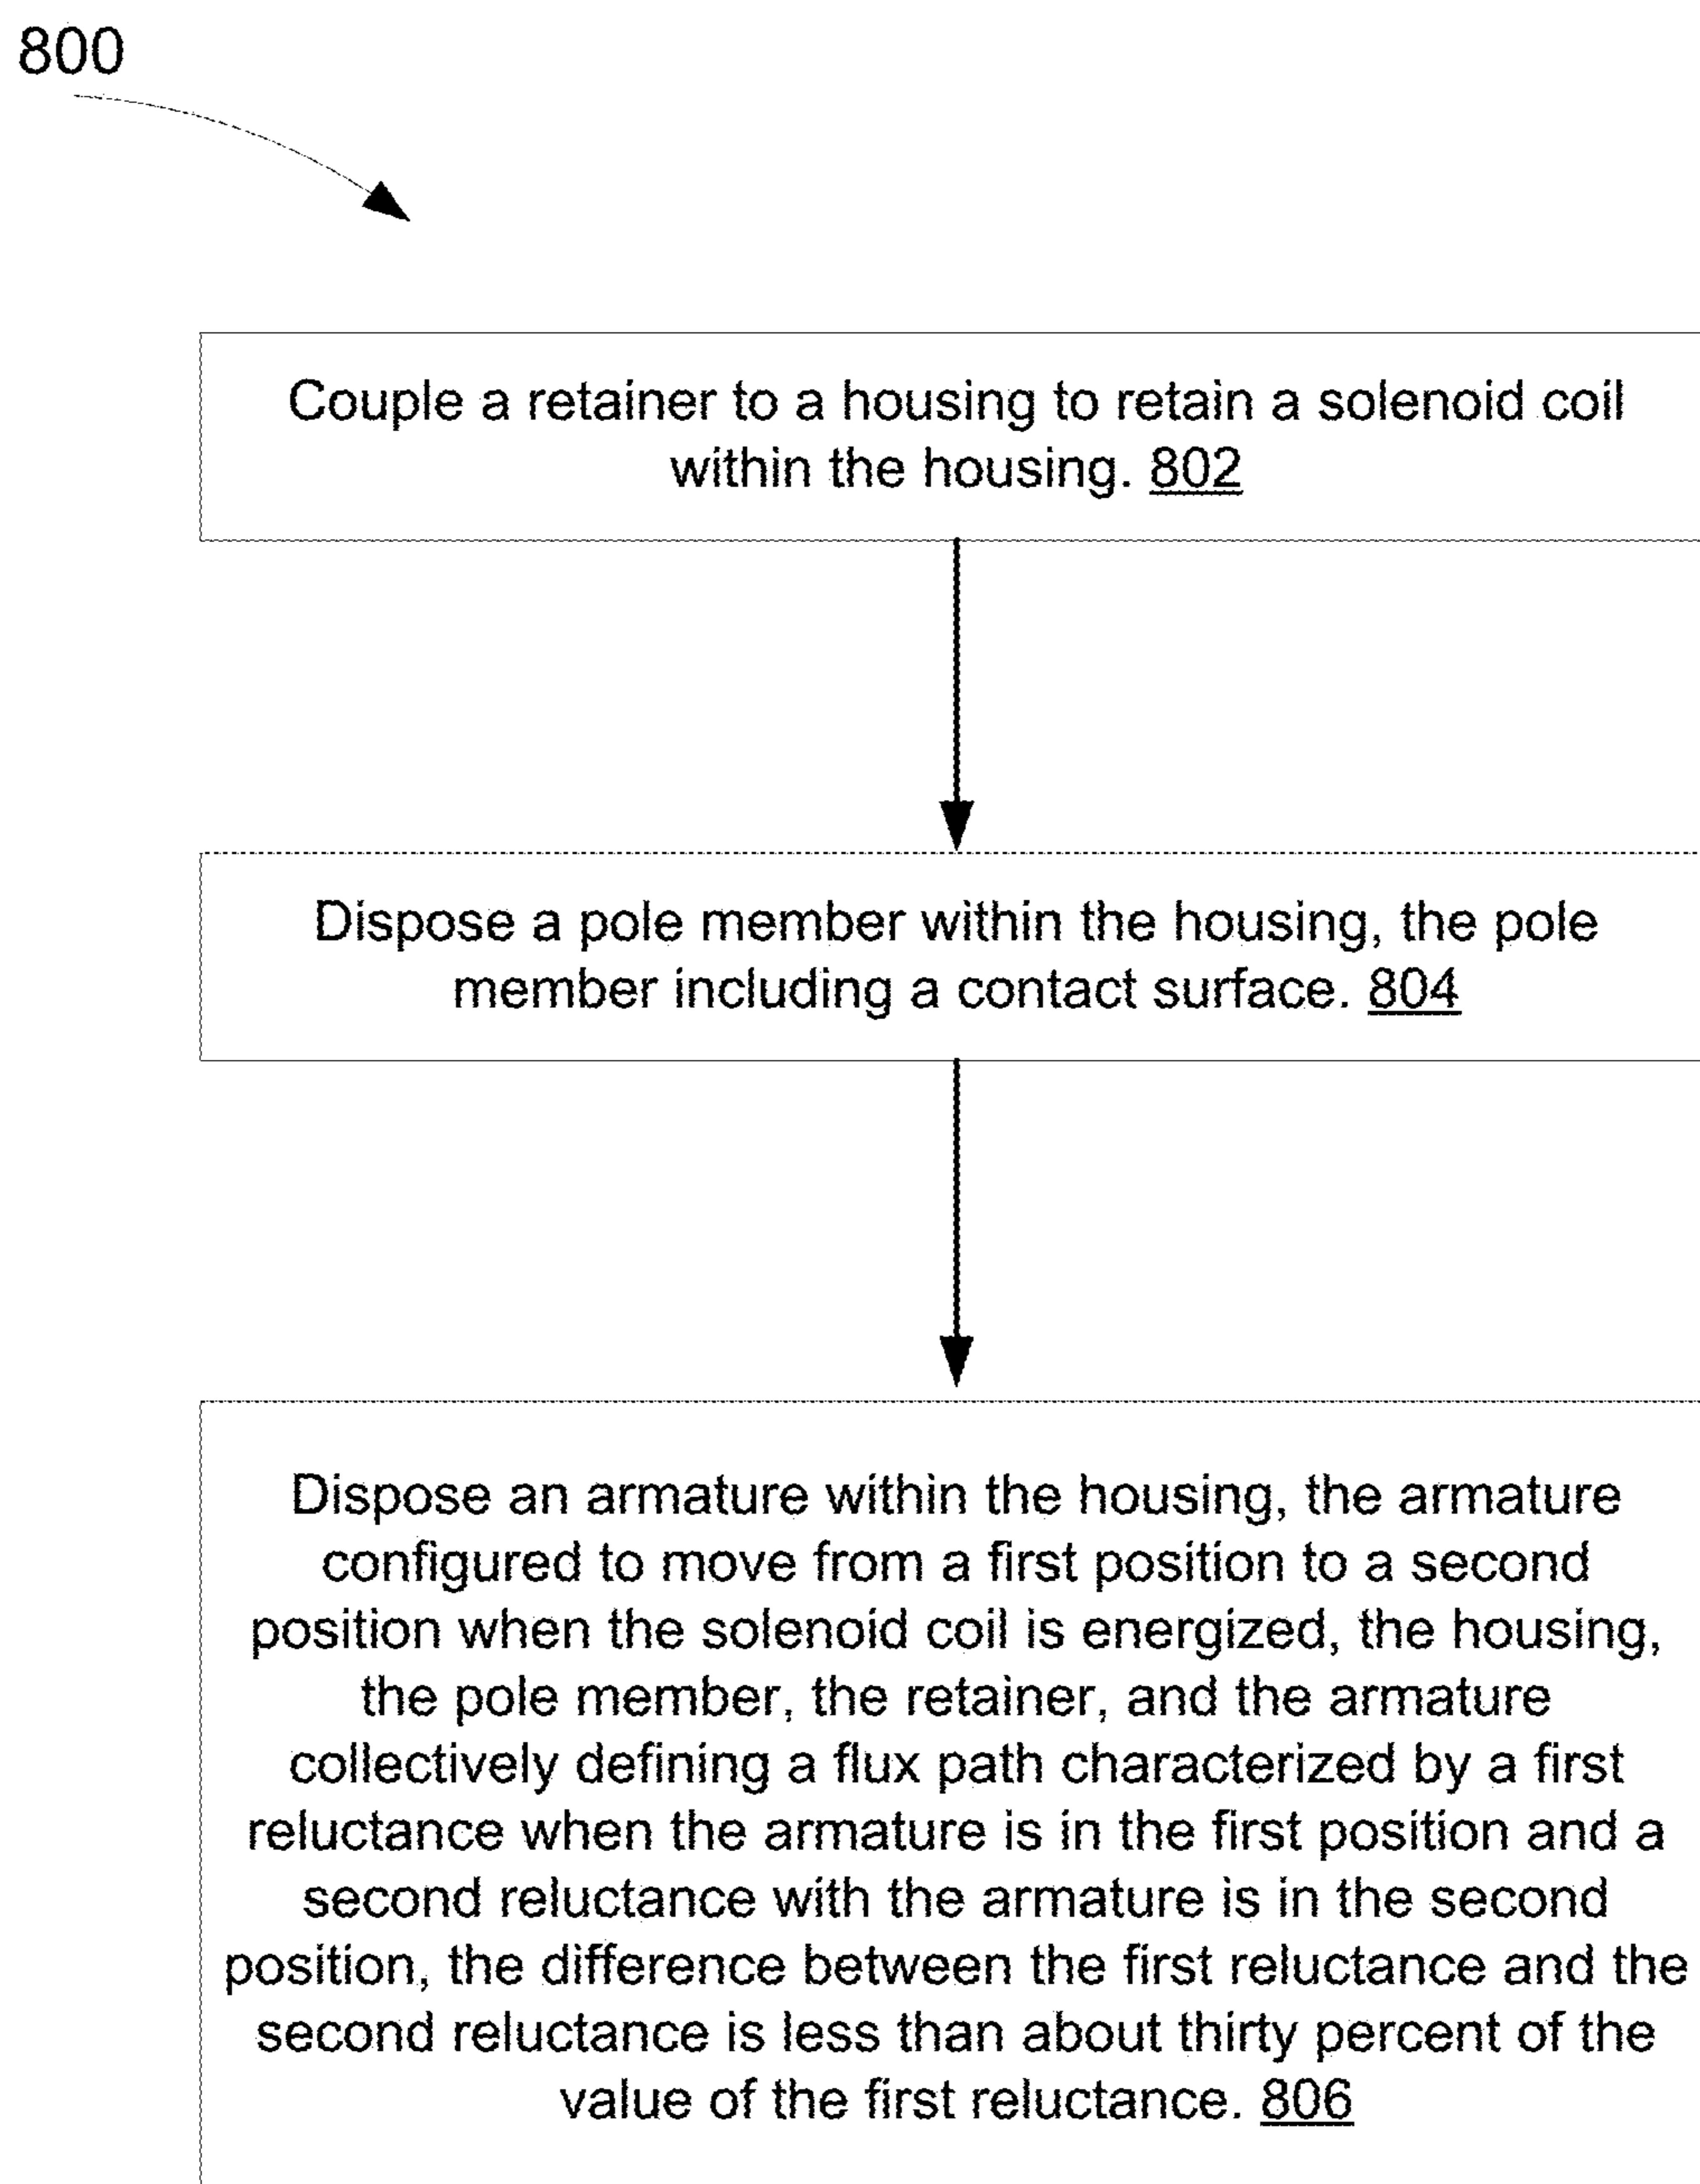 800
Couple a retainer to a housing to retain a solenoid coil
within the housing. 802
Dispose a pole member within the housing, the pole
member including a contact surface. 804
Dispose an armature within the housing, the armature
configured to move from a first position to a second
position when the solenoid coil is energized, the housing,
the pole member, the retainer, and the armature
collectively defining a flux path characterized by a first
reluctance when the armature is in the first position and a
second reluctance with the armature is in the second
position, the difference between the first reluctance and the
second reluctance is less than about thirty percent of the
value of the first reluctance. 806